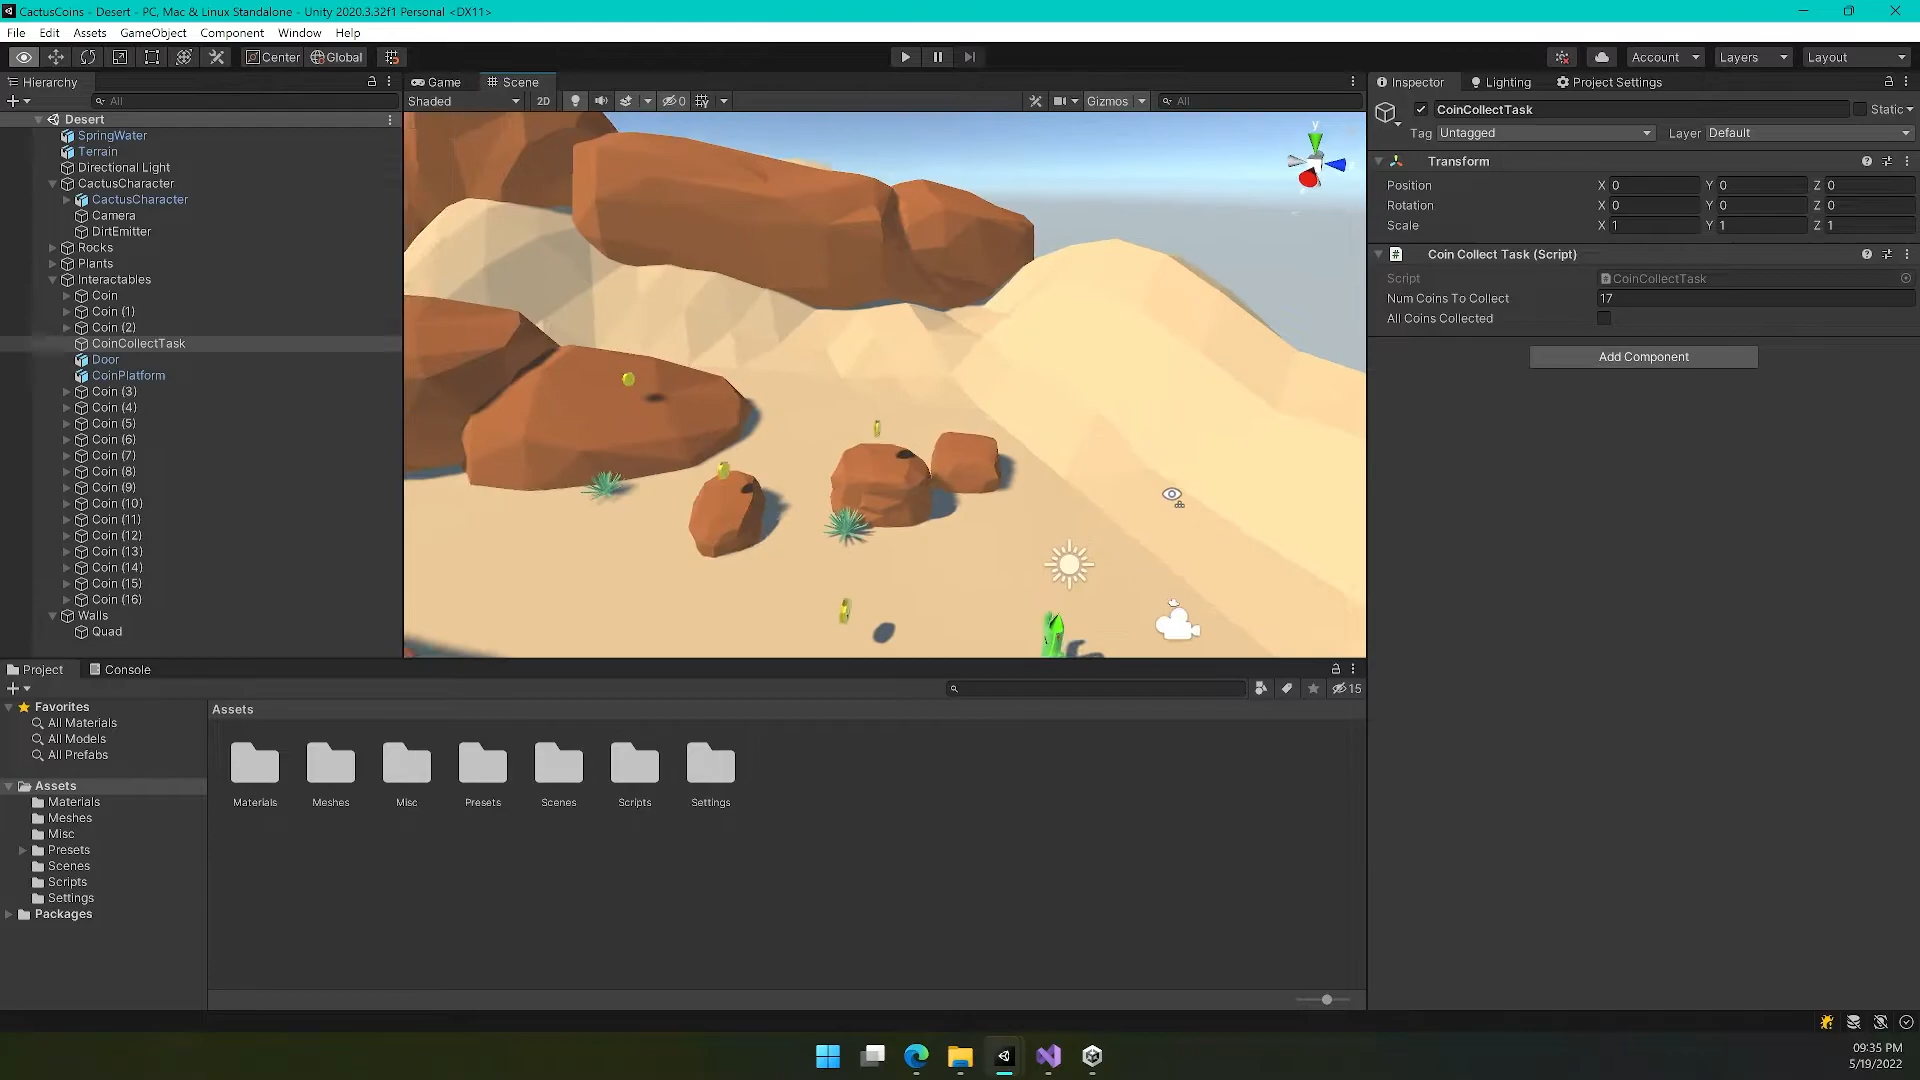 CactusCoins - Desert - PC, Mac & Linux Standalone - Unity 2020.3.32f1 Personal <DX11>
File Edit Assets GameObject Component Window Help
Center Global Account Layers Layout
Hierarchy
All
Desert
SpringWater
Terrain
Directional Light
CactusCharacter
CactusCharacter
Camera
DirtEmitter
Rocks
Plants
Interactables
Coin
Coin (1)
Coin (2)
CoinCollectTask
Door
CoinPlatform
Coin (3)
Coin (4)
Coin (5)
Coin (6)
Coin (7)
Coin (8)
Coin (9)
Coin (10)
Coin (11)
Coin (12)
Coin (13)
Coin (14)
Coin (15)
Coin (16)
Walls
Quad
Game Scene
Shaded 2D 0 Gizmos All
y
Inspector Lighting Project Settings
CoinCollectTask Static
Tag Untagged Layer Default
Transform
Position X 0 Y 0 Z 0
Rotation X 0 Y 0 Z 0
Scale X 1 Y 1 Z 1
Coin Collect Task (Script)
Script CoinCollectTask
Num Coins To Collect 17
All Coins Collected
Add Component
Project Console
15
Favorites
All Materials
All Models
All Prefabs
Assets
Materials
Meshes
Misc
Presets
Scenes
Scripts
Settings
Packages
Assets
Materials Meshes Misc Presets Scenes Scripts Settings
09:35 PM
5/19/2022